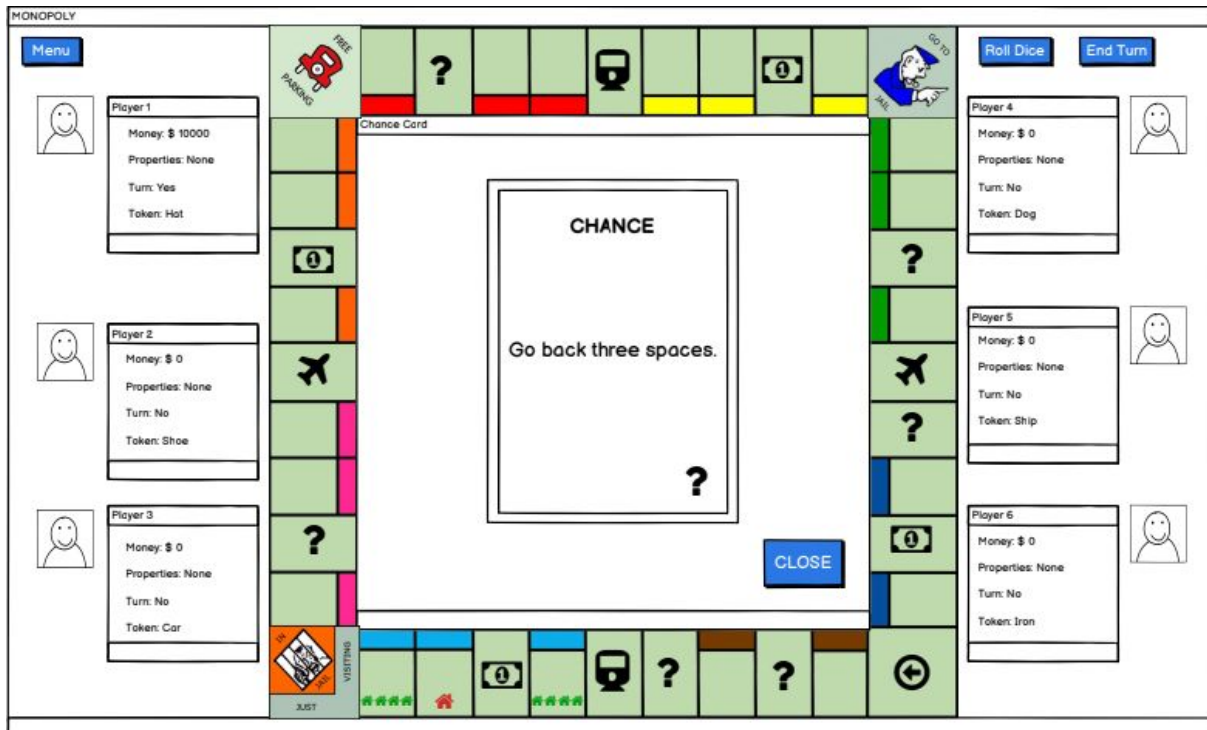 MONOPOLY
Menu
Roll Dice
End Turn
FREE
PARKING
?
1
GO TO
JAIL
Player 1
Money: $ 10000
Properties: None
Turn: Yes
Token: Hat
Player 2
Money: $ 0
Properties: None
Turn: No
Token: Shoe
Player 3
Money: $ 0
Properties: None
Turn: No
Token: Car
1
?
Chance Card
CHANCE
Go back three spaces.
?
CLOSE
?
?
1
IN
JAIL
VISITING
JUST
1
?
?
Player 4
Money: $ 0
Properties: None
Turn: No
Token: Dog
Player 5
Money: $ 0
Properties: None
Turn: No
Token: Ship
Player 6
Money: $ 0
Properties: None
Turn: No
Token: Iron